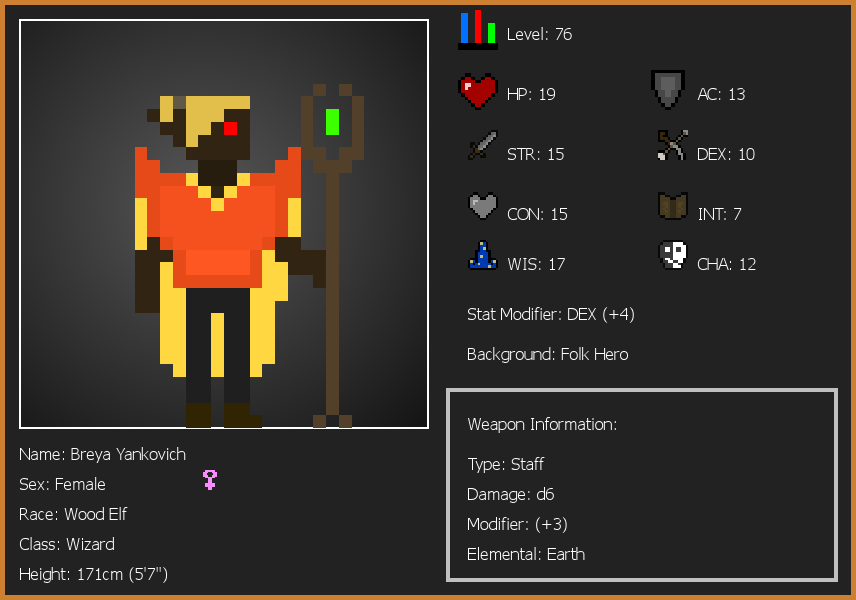 Level: 76
HP: 19
AC: 13
STR: 15
DEX: 10
CON: 15
INT: 7
WIS: 17
CHA: 12
Stat Modifier: DEX (+4)
Background: Folk Hero
Weapon Information:
Type: Staff
Damage: d6
Modifier: (+3)
Elemental: Earth
Name: Breya Yankovich
Sex: Female
Race: Wood Elf
Class: Wizard
Height: 171cm (5'7")